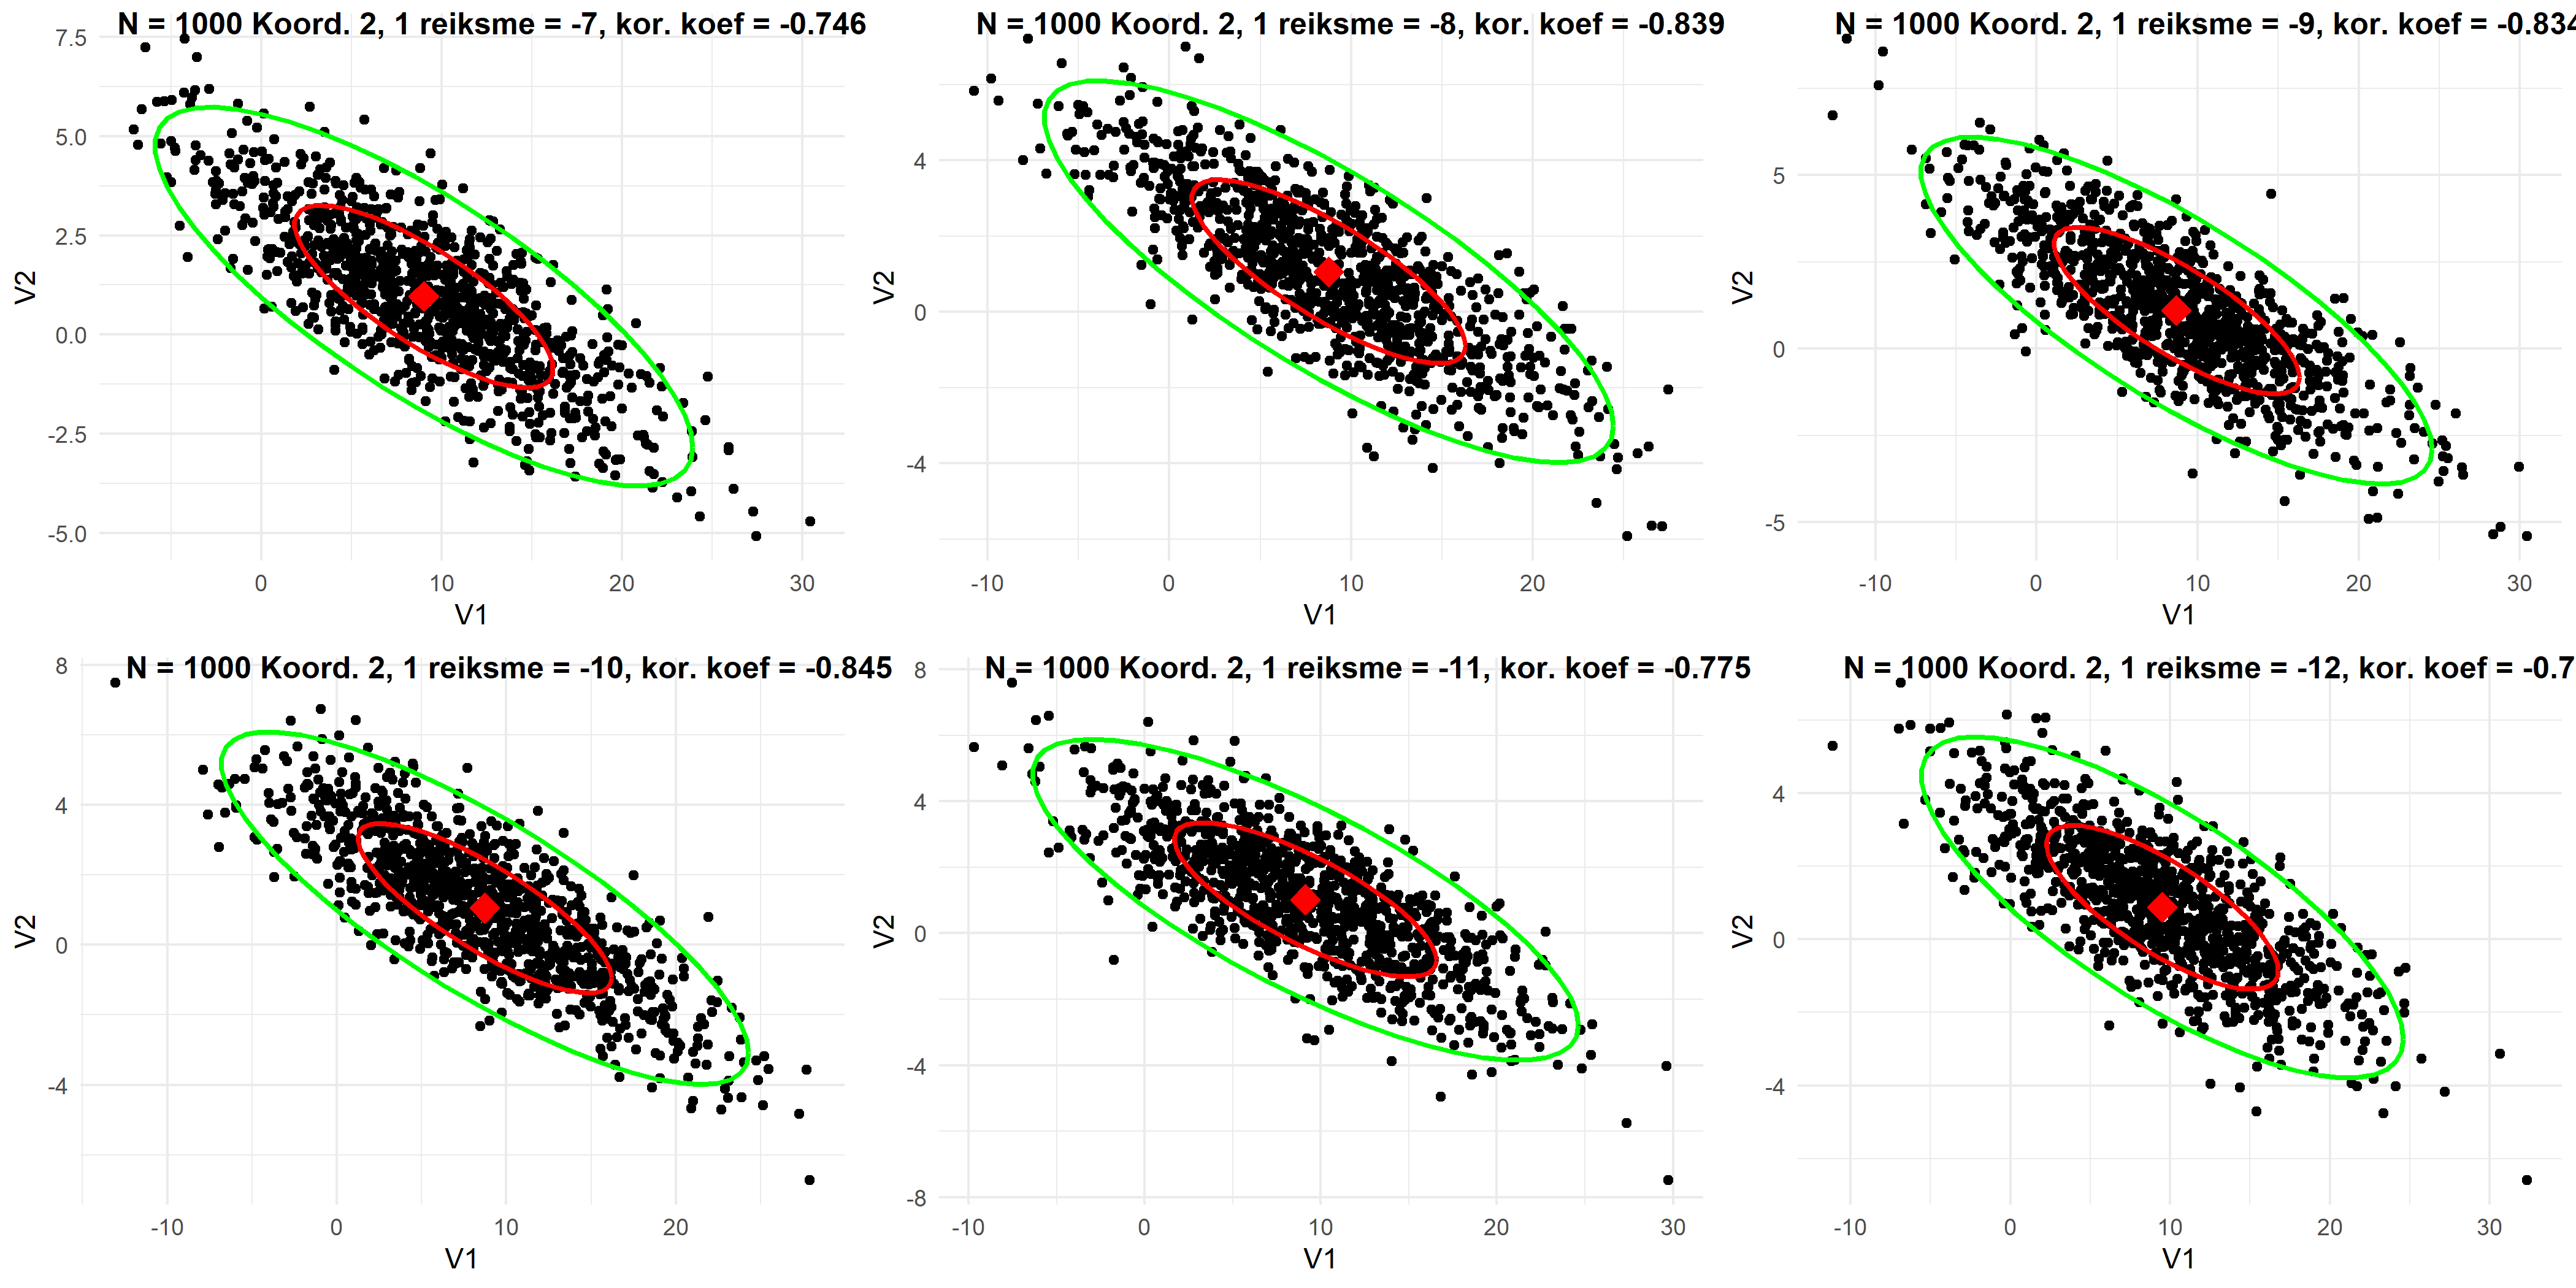 N = 1000 Koord. 2, 1 reiksme = -7, kor. koef = -0.746
7.5
5.0
2.5
0.0
-2.5
-5.0
V2
0 10 20 30
V1
N = 1000 Koord. 2, 1 reiksme = -8, kor. koef = -0.839
4
0
-4
V2
-10 0 10 20
V1
N = 1000 Koord. 2, 1 reiksme = -9, kor. koef = -0.834
5
0
-5
V2
-10 0 10 20 30
V1
N = 1000 Koord. 2, 1 reiksme = -10, kor. koef = -0.845
8
4
0
-4
V2
-10 0 10 20
V1
N = 1000 Koord. 2, 1 reiksme = -11, kor. koef = -0.775
8
4
0
-4
-8
V2
-10 0 10 20 30
V1
N = 1000 Koord. 2, 1 reiksme = -12, kor. koef = -0.7
4
0
-4
V2
-10 0 10 20 30
V1